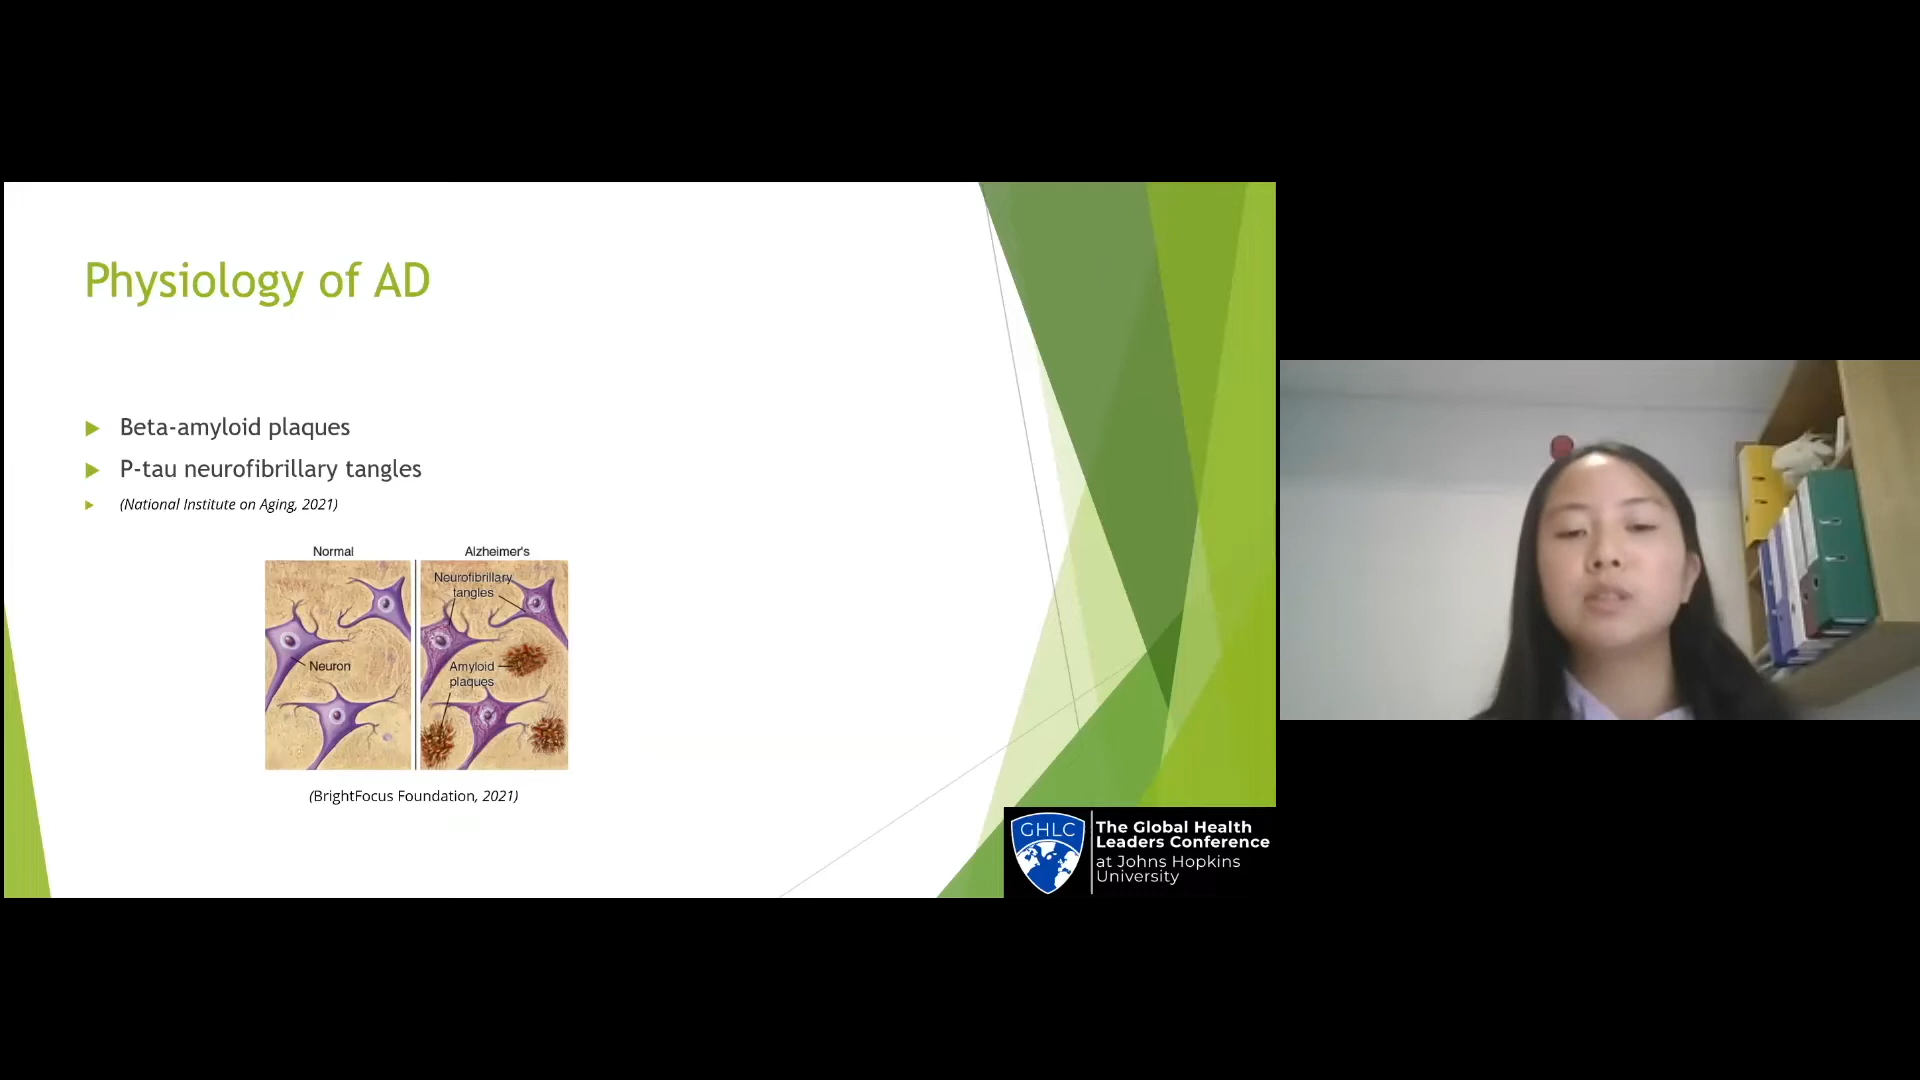 Physiology of AD
Beta-amyloid plaques
P-tau neurofibrillary tangles
(National Institute on Aging, 2021)
Normal
Alzheimer's
Neurofibrillary
tangles
Neuron
Amyloid
plaques
(BrightFocus Foundation, 2021)
GHLC
The Global Health
Leaders Conference
at Johns Hopkins
University